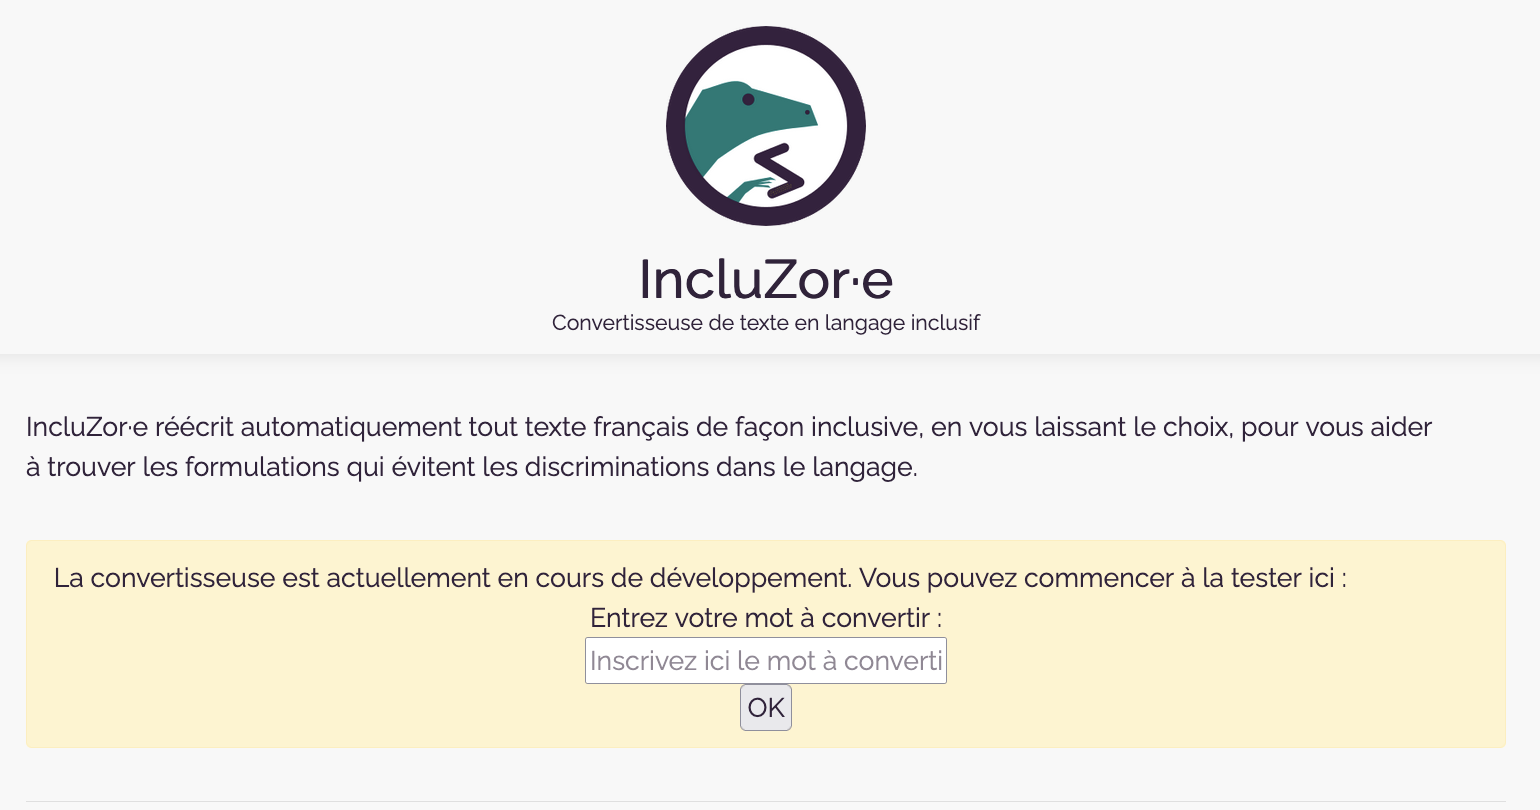 IncluZor·e
Convertisseuse de texte en langage inclusif
IncluZor·e réécrit automatiquement tout texte français de façon inclusive, en vous laissant le choix, pour vous aider
à trouver les formulations qui évitent les discriminations dans le langage.
La convertisseuse est actuellement en cours de développement. Vous pouvez commencer à la tester ici :
Entrez votre mot à convertir :
Inscrivez ici le mot à converti
OK